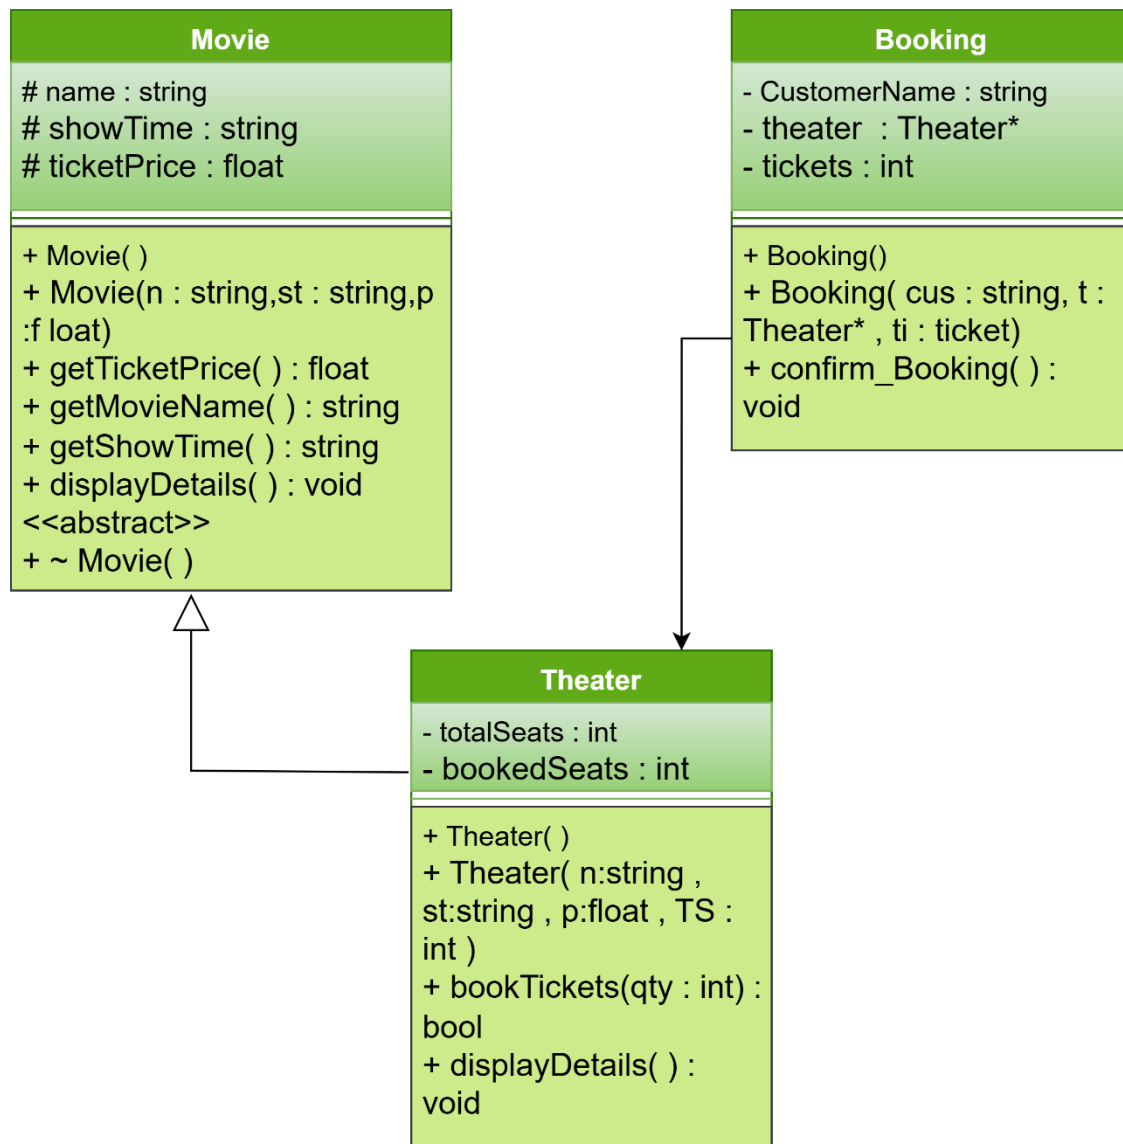 Movie
# name : string
# showTime : string
# ticketPrice : float
+ Movie( )
+ Movie(n : string,st : string,p
:f loat)
+ getTicketPrice( ) : float
+ getMovieName( ) : string
+ getShowTime( ) : string
+ displayDetails( ) : void
<<abstract>>
+ ~ Movie( )
Booking
- CustomerName : string
- theater : Theater*
- tickets : int
+ Booking()
+ Booking( cus : string, t :
Theater* , ti : ticket)
+ confirm_Booking( ) :
void
Theater
- totalSeats : int
- bookedSeats : int
+ Theater( )
+ Theater( n:string ,
st:string , p:float , TS :
int )
+ bookTickets(qty : int) :
bool
+ displayDetails( ) :
void